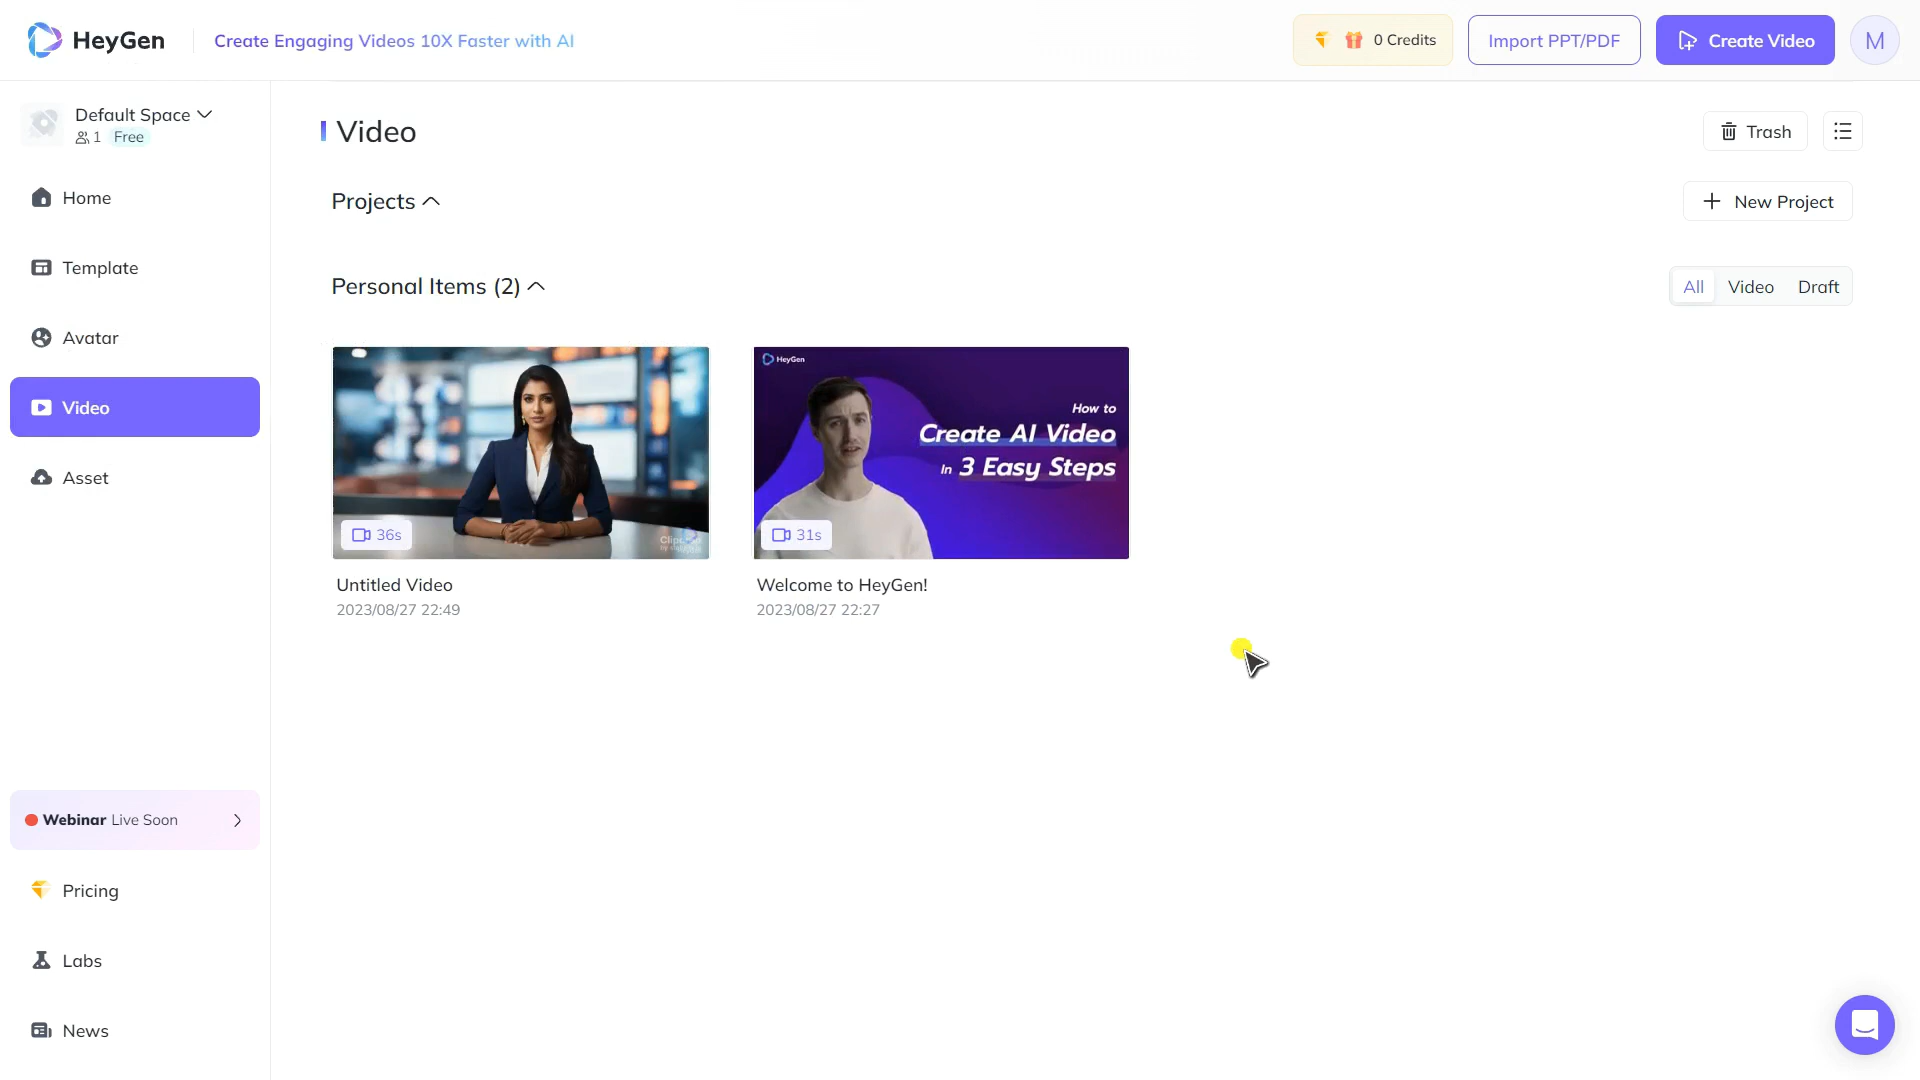 HeyGen
Create Engaging Videos 10X Faster with AI
0 Credits
Import PPT/PDF
Create Video
M
Default Space
1 Free
Home
Template
Avatar
Video
Asset
Webinar Live Soon
Pricing
Labs
News
Video
Trash
Projects
New Project
Personal Items (2)
All Video Draft
36s
Untitled Video
2023/08/27 22:49
HeyGen
How to
Create AI Video
In 3 Easy Steps
31s
Welcome to HeyGen!
2023/08/27 22:27